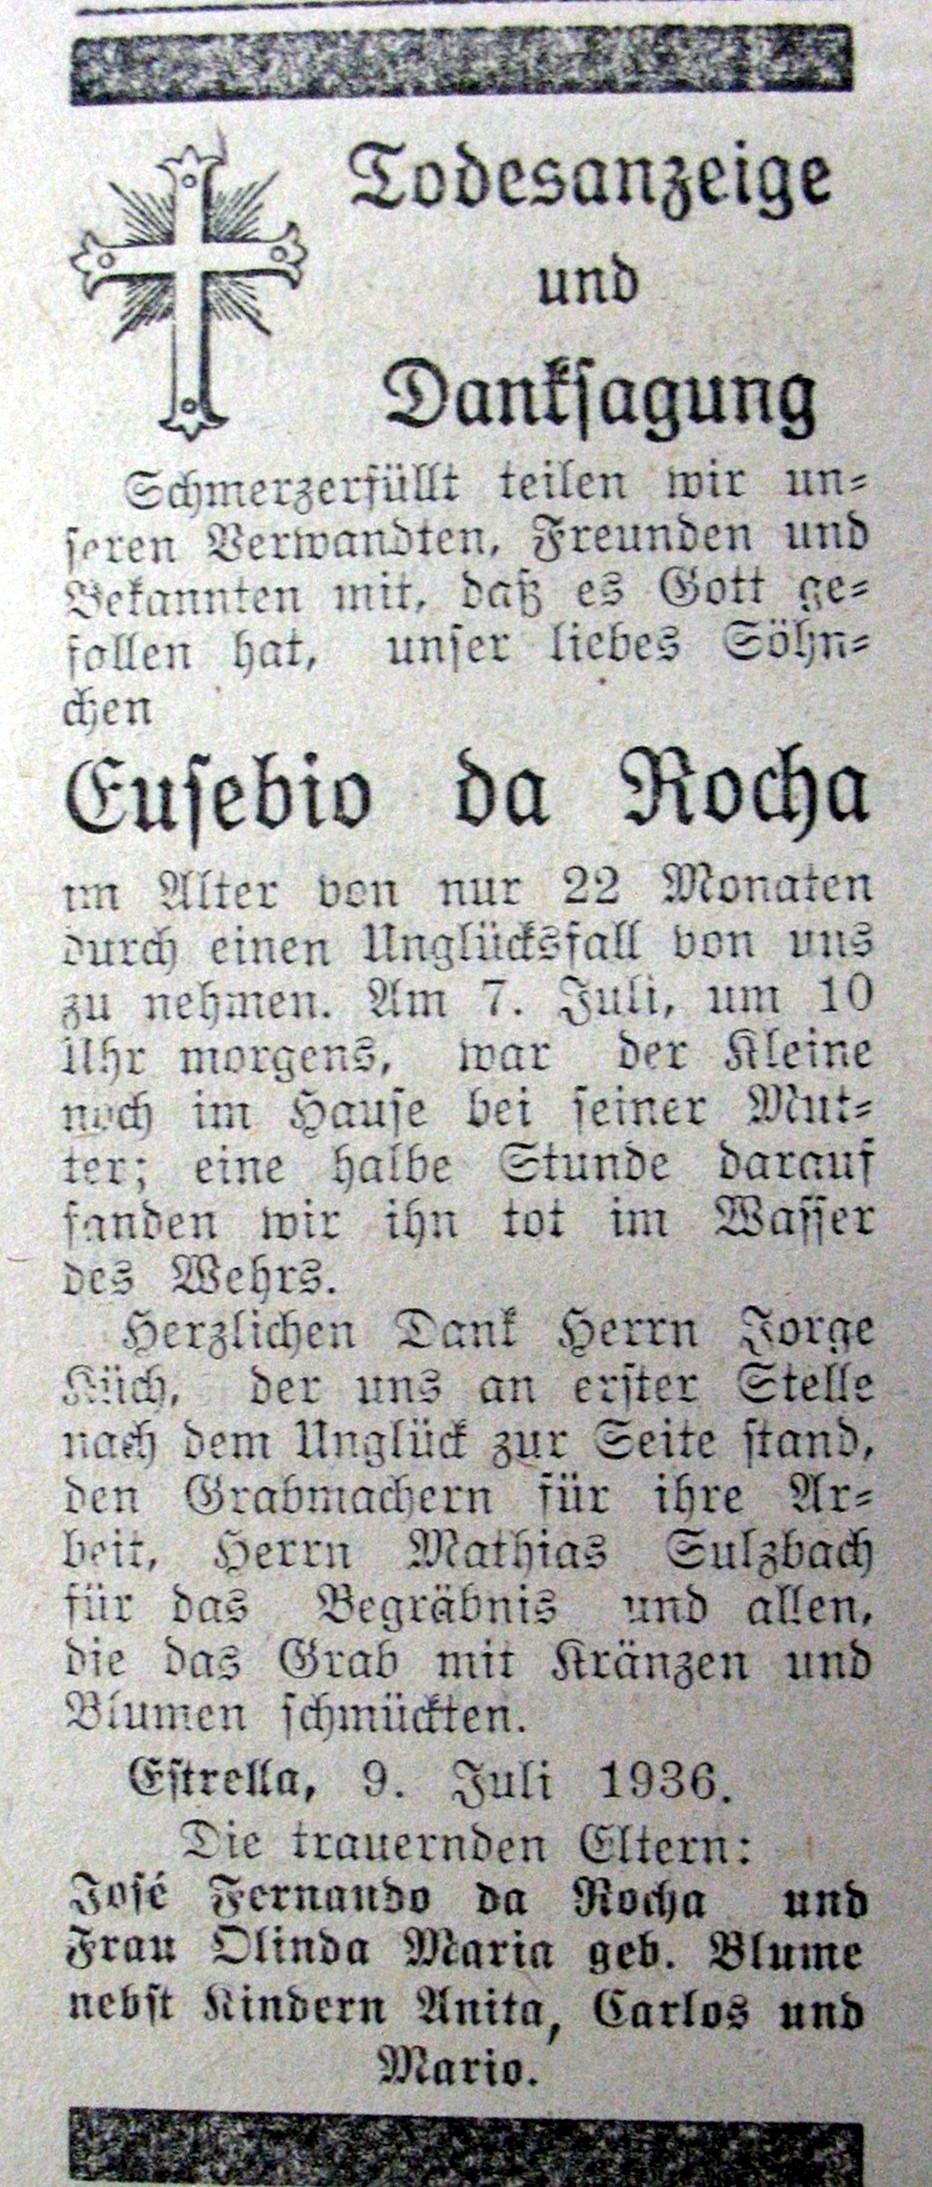 Todesanzeige
und
Danksagung
Schmerzerfüllt teilen wir un-
seren Verwandten, Freunden und
Bekannten mit, daß es Gott ge-
fallen hat, unser liebes Söhn-
chen
Eusebio da Rocha
im Alter von nur 22 Monaten
durch einen Unglücksfall von uns
zu nehmen. Am 7. Juli, um 10
Uhr morgens, war der Kleine
noch im Hause bei seiner Mut-
ter; eine halbe Stunde darauf
fanden wir ihn tot im Wasser
des Wehrs.
Herzlichen Dank Herrn Jorge
Küch, der uns an erster Stelle
nach dem Unglück zur Seite stand,
den Grabmachern für ihre Ar-
beit, Herrn Mathias Sulzbach
für das Begräbnis und allen,
die das Grab mit Kränzen und
Blumen schmückten.
Estrella, 9. Juli 1936.
Die trauernden Eltern:
José Fernando da Rocha und
Frau Olinda Maria geb. Blume
nebst Kindern Anita, Carlos und
Mario.